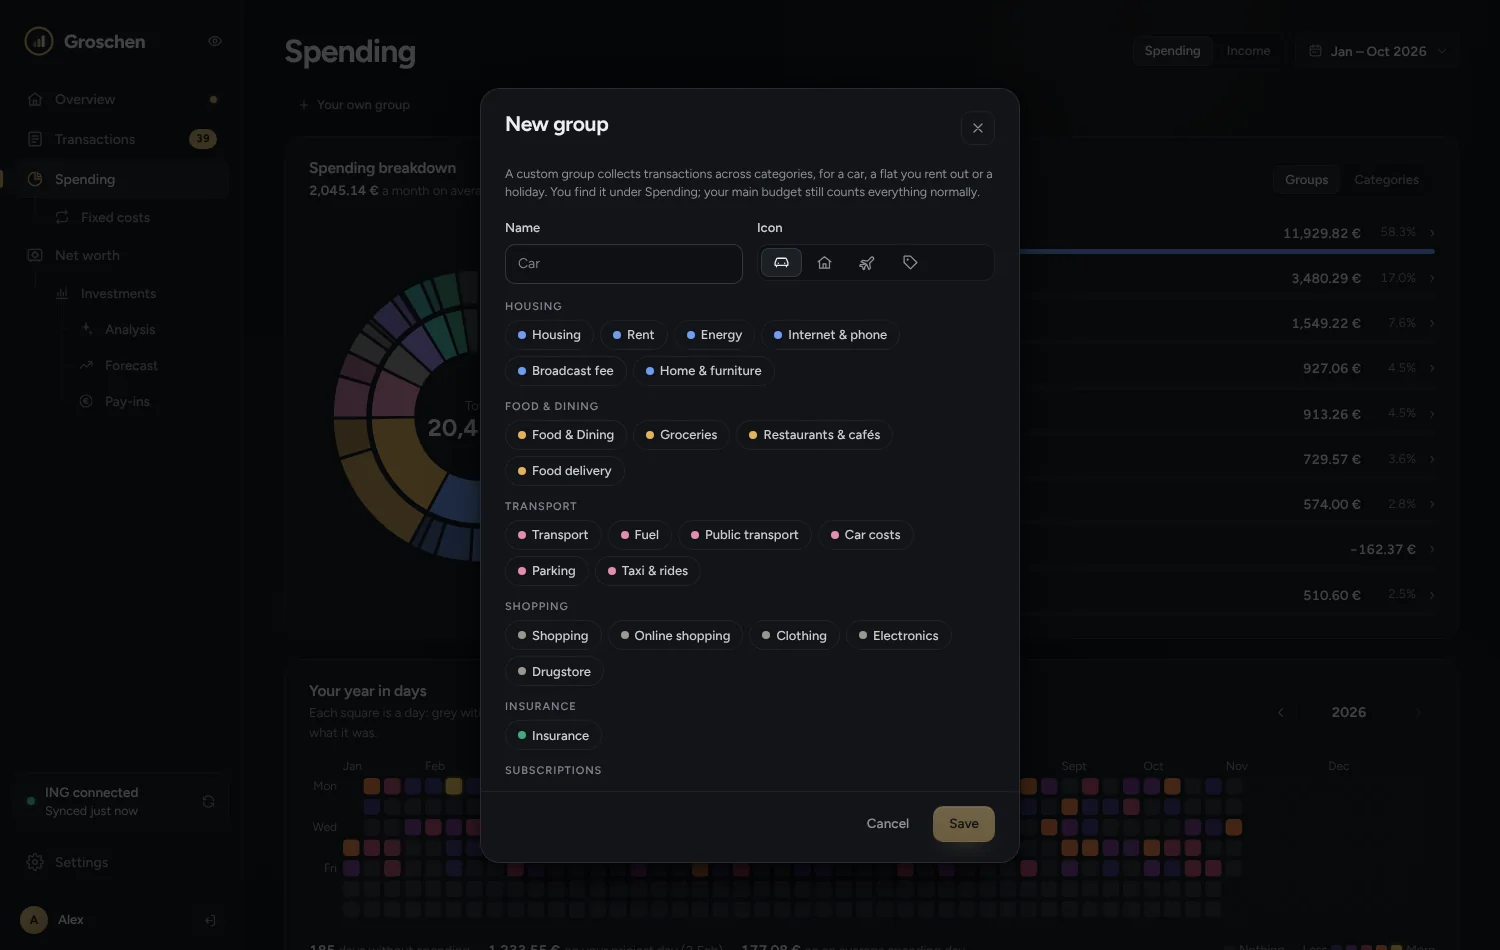 Groschen
Overview
Transactions 39
Spending
Fixed costs
Net worth
Investments
Analysis
Forecast
Pay-ins
ING connected
Synced just now
Settings
A Alex
Spending
Spending Income Jan – Oct 2026
+ Your own group
Spending breakdown
2,045.14 € a month on avera
Groups Categories
20,4
11,929.82 € 58.3%
3,480.29 € 17.0%
1,549.22 € 7.6%
927.06 € 4.5%
913.26 € 4.5%
729.57 € 3.6%
574.00 € 2.8%
-162.37 €
510.60 € 2.5%
New group
A custom group collects transactions across categories, for a car, a flat you rent out or a
holiday. You find it under Spending; your main budget still counts everything normally.
Name Icon
Car
HOUSING
Housing Rent Energy Internet & phone
Broadcast fee Home & furniture
FOOD & DINING
Food & Dining Groceries Restaurants & cafés
Food delivery
TRANSPORT
Transport Fuel Public transport Car costs
Parking Taxi & rides
SHOPPING
Shopping Online shopping Clothing Electronics
Drugstore
INSURANCE
Insurance
SUBSCRIPTIONS
Cancel Save
Your year in days
Each square is a day: grey with
what it was.
2026
Jan Feb Sept Oct Nov Dec
Mon
Wed
Fri